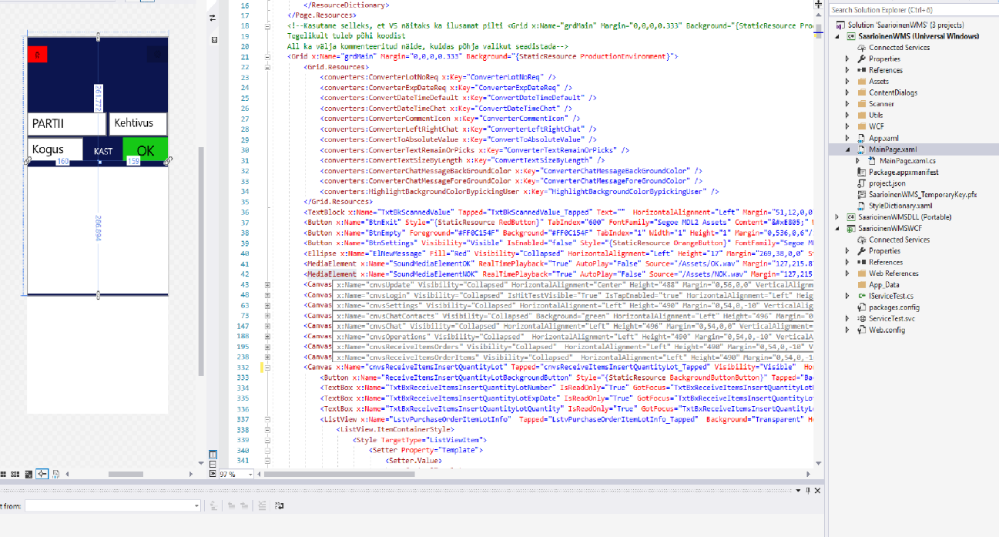 R
261.772
PARTII
Kehtivus
Kogus
KAST
OK
160
159
286.894
16 </ResourceDictionary>
17 </Page.Resources>
18 <!--Kasutame selleks, et VS näitaks ka ilusamat pilti <Grid x:Name="grdMain" Margin="0,0,0,0.333" Background="{StaticResource Pro
19 Tegelikult tuleb põhi koodist
20 All ka välja kommenteeritud näide, kuidas põhja valikut seadistada-->
21 <Grid x:Name="grdMain" Margin="0,0,0,0.333" Background="{StaticResource ProductionEnvironment}">
22 <Grid.Resources>
23 <converters:ConverterLotNoReq x:Key="ConverterLotNoReq" />
24 <converters:ConverterExpDateReq x:Key="ConverterExpDateReq" />
25 <converters:ConvertDateTimeDefault x:Key="ConvertDateTimeDefault" />
26 <converters:ConvertDateTimeChat x:Key="ConvertDateTimeChat" />
27 <converters:ConverterCommentIcon x:Key="ConverterCommentIcon" />
28 <converters:ConverterLeftRightChat x:Key="ConverterLeftRightChat" />
29 <converters:ConvertToAbsoluteValue x:Key="ConvertToAbsoluteValue" />
30 <converters:ConverterTextRemainOrPicks x:Key="ConverterTextRemainOrPicks" />
31 <converters:ConvertTextSizeByLength x:Key="ConvertTextSizeByLength" />
32 <converters:ConverterChatMessageBackGroundColor x:Key="ConverterChatMessageBackGroundColor" />
33 <converters:ConverterChatMessageForeGroundColor x:Key="ConverterChatMessageForeGroundColor" />
34 <converters:HighlightBackgroundColorBypickingUser x:Key="HighlightBackgroundColorBypickingUser" />
35 </Grid.Resources>
36 <TextBlock x:Name="TxtBkScannedValue" Tapped="TxtBkScannedValue_Tapped" Text="" HorizontalAlignment="Left" Margin="51,12,0,0
37 <Button x:Name="BtnExit" Style="{StaticResource RedButton}" TabIndex="600" FontFamily="Segoe MDL2 Assets" Content="&#xE805;" W
38 <Button x:Name="BtnEmpty" Foreground="#FF0C154F" Background="#FF0C154F" TabIndex="1" Width="1" Height="1" Margin="0,536,0,6"/
39 <Button x:Name="BtnSettings" Visibility="Visible" IsEnabled="false" Style="{StaticResource OrangeButton}" FontFamily="Segoe M
40 <Ellipse x:Name="ElNewMessage" Fill="Red" Visibility="Collapsed" HorizontalAlignment="Left" Height="17" Margin="269,38,0,0" S
41 <MediaElement x:Name="SoundMediaElementOK" RealTimePlayback="True" AutoPlay="False" Source="/Assets/OK.wav" Margin="127,215.8
42 <MediaElement x:Name="SoundMediaElementNOK" RealTimePlayback="True" AutoPlay="False" Source="/Assets/NOK.wav" Margin="127,215
43 <Canvas x:Name="cnvsUpdate" Visibility="Collapsed" HorizontalAlignment="Center" Height="488" Margin="0,56,0,0" VerticalAlignm
48 <Canvas x:Name="cnvsLogin" Visibility="Collapsed" IsHitTestVisible="True" IsTapEnabled="true" HorizontalAlignment="Left" Heig
63 <Canvas x:Name="cnvsSettings" Visibility="Collapsed" HorizontalAlignment="Left" Height="490" Margin="0,54,0,-10" VerticalAlig
73 <Canvas x:Name="cnvsChatContacts" Visibility="Collapsed" Background="green" HorizontalAlignment="Left" Height="496" Margin="0
147 <Canvas x:Name="cnvsChat" Visibility="Collapsed" HorizontalAlignment="Left" Height="496" Margin="0,54,0,0" VerticalAlignment=
180 <Canvas x:Name="cnvsOperations" Visibility="Collapsed" HorizontalAlignment="Left" Height="490" Margin="0,54,0,-10" VerticalA
195 <Canvas x:Name="cnvsReceiveItemsOrders" Visibility="Collapsed" HorizontalAlignment="Left" Height="490" Margin="0,54,0,-10" V
238 <Canvas x:Name="cnvsReceiveItemsOrderItems" Visibility="Collapsed" HorizontalAlignment="Left" Height="490" Margin="0,54,0,-1
332 <Canvas x:Name="cnvsReceiveItemsInsertQuantityLot" Tapped="cnvsReceiveItemsInsertQuantityLot_Tapped" Visibility="Visible" Ho
333 <Button x:Name="ReceiveItemsInsertQuantityLotBackgroundButton" Style="{StaticResource BackgroundButtonButton}" Tapped="Ba
334 <TextBox x:Name="TxtBxReceiveItemsInsertQuantityLotNumber" IsReadOnly="True" GotFocus="TxtBxReceiveItemsInsertQuantityLot
335 <TextBox x:Name="TxtBxReceiveItemsInsertQuantityLotExpDate" IsReadOnly="True" GotFocus="TxtBxReceiveItemsInsertQuantityLo
336 <TextBox x:Name="TxtBxReceiveItemsInsertQuantityLotQuantity" IsReadOnly="True" GotFocus="TxtBxReceiveItemsInsertQuantityL
337 <ListView x:Name="LstvPurchaseOrderItemLotInfo" Tapped="LstvPurchaseOrderItemLotInfo_Tapped" Background="Transparent" He
338 <ListView.ItemContainerStyle>
339 <Style TargetType="ListViewItem">
340 <Setter Property="Template">
341 <Setter.Value>
97 %
t from:
Search Solution Explorer (Ctrl+õ)
Solution 'SaarioinenWMS' (3 projects)
SaarioinenWMS (Universal Windows)
Connected Services
Properties
References
Assets
ContentDialogs
Scanner
Utils
WCF
App.xaml
MainPage.xaml
MainPage.xaml.cs
Package.appxmanifest
project.json
SaarioinenWMS_TemporaryKey.pfx
StyleDictionary.xaml
SaarioinenWMSDLL (Portable)
SaarioinenWMSWCF
Connected Services
Properties
References
Web References
App_Data
IServiceTest.cs
packages.config
ServiceTest.svc
Web.config